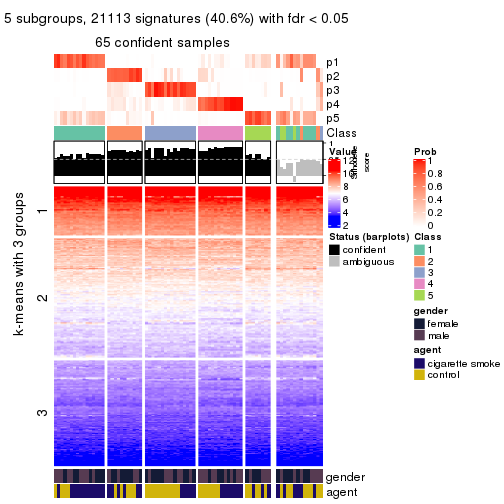 5 subgroups, 21113 signatures (40.6%) with fdr < 0.05
65 confident samples
p1
p2
p3
p4
p5
Class
1
Silhouette
score
k-means with 3 groups
1
2
3
gender
agent
Value
12
10
8
6
4
2
Status (barplots)
confident
ambiguous
Prob
1
0.8
0.6
0.4
0.2
0
Class
1
2
3
4
5
gender
female
male
agent
cigarette smoke
control